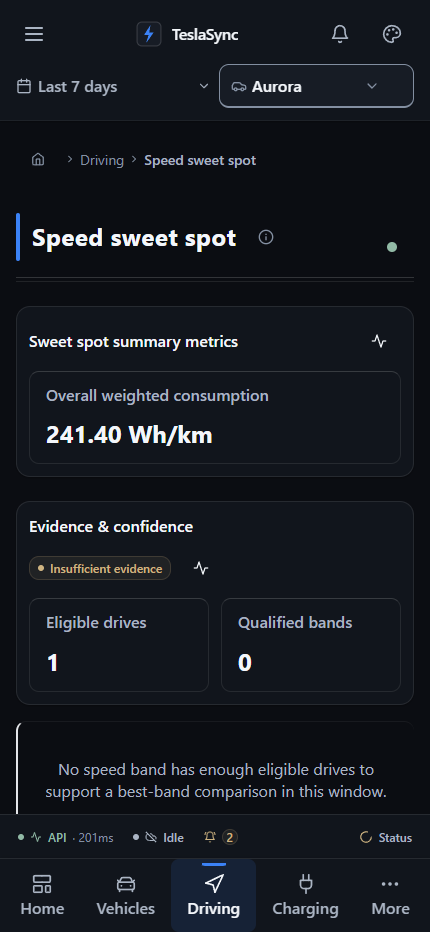 TeslaSync
Last 7 days
Aurora
Driving
Speed sweet spot
Speed sweet spot
Sweet spot summary metrics
Overall weighted consumption
241.40 Wh/km
Evidence & confidence
Insufficient evidence
Eligible drives
1
Qualified bands
0
No speed band has enough eligible drives to
support a best-band comparison in this window.
API · 201ms
Idle
2
Status
Home
Vehicles
Driving
Charging
More